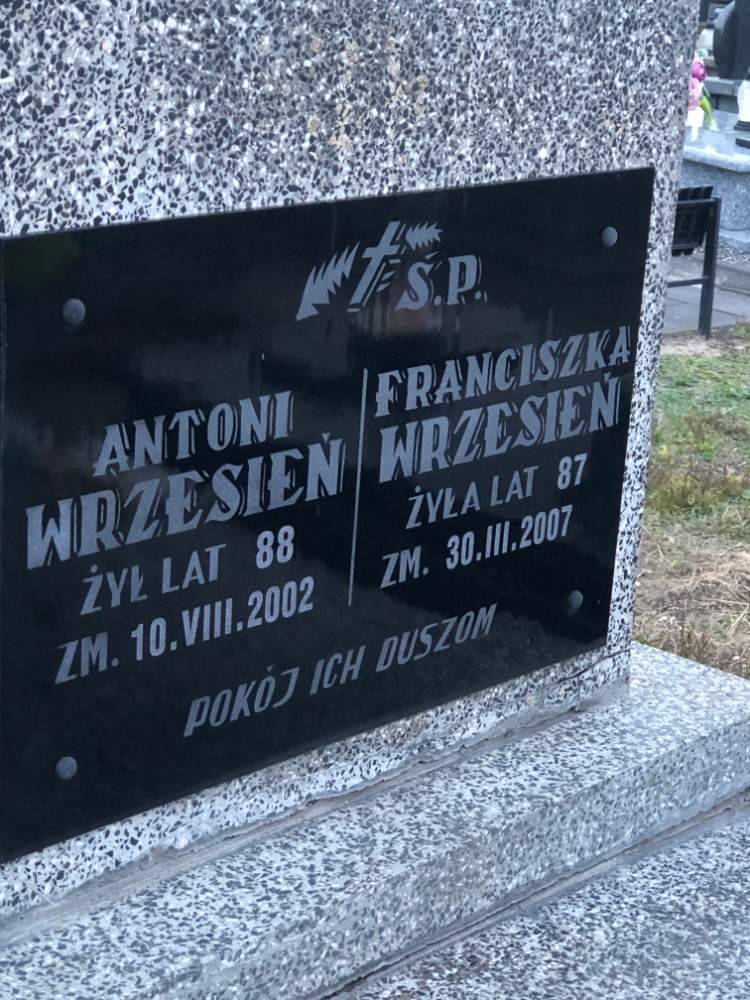 Ś.P.
ANTONI
WRZESIEŃ
ŻYŁ LAT 88
ZM. 10.VIII.2002
FRANCISZKA
WRZESIEŃ
ŻYŁA LAT 87
ZM. 30.III.2007
POKÓJ ICH DUSZOM